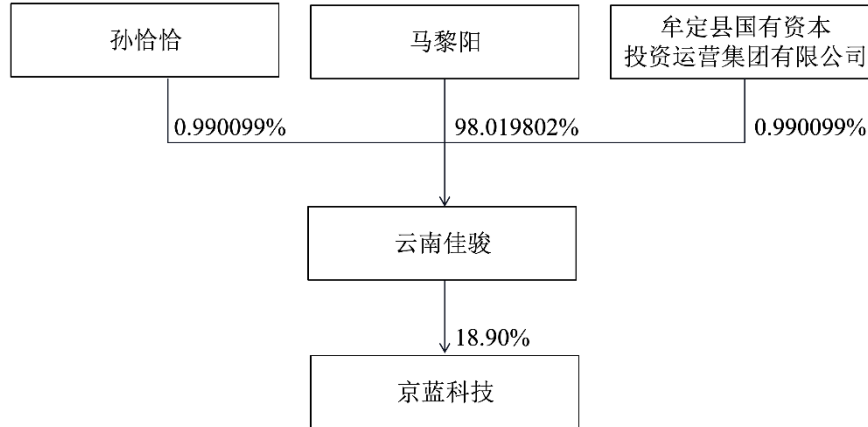 孙恰恰
马黎阳
牟定县国有资本
投资运营集团有限公司
0.990099%
98.019802%
0.990099%
云南佳骏
18.90%
京蓝科技